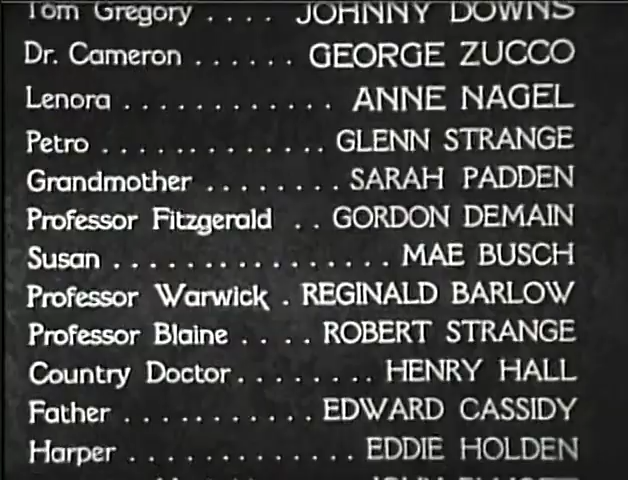 Tom Gregory .... JOHNNY DOWNS
Dr. Cameron ...... GEORGE ZUCCO
Lenora ............ ANNE NAGEL
Petro ............. GLENN STRANGE
Grandmother ........ SARAH PADDEN
Professor Fitzgerald .. GORDON DEMAIN
Susan ................ MAE BUSCH
Professor Warwick . REGINALD BARLOW
Professor Blaine .... ROBERT STRANGE
Country Doctor ........ HENRY HALL
Father ........... EDWARD CASSIDY
Harper ............. EDDIE HOLDEN